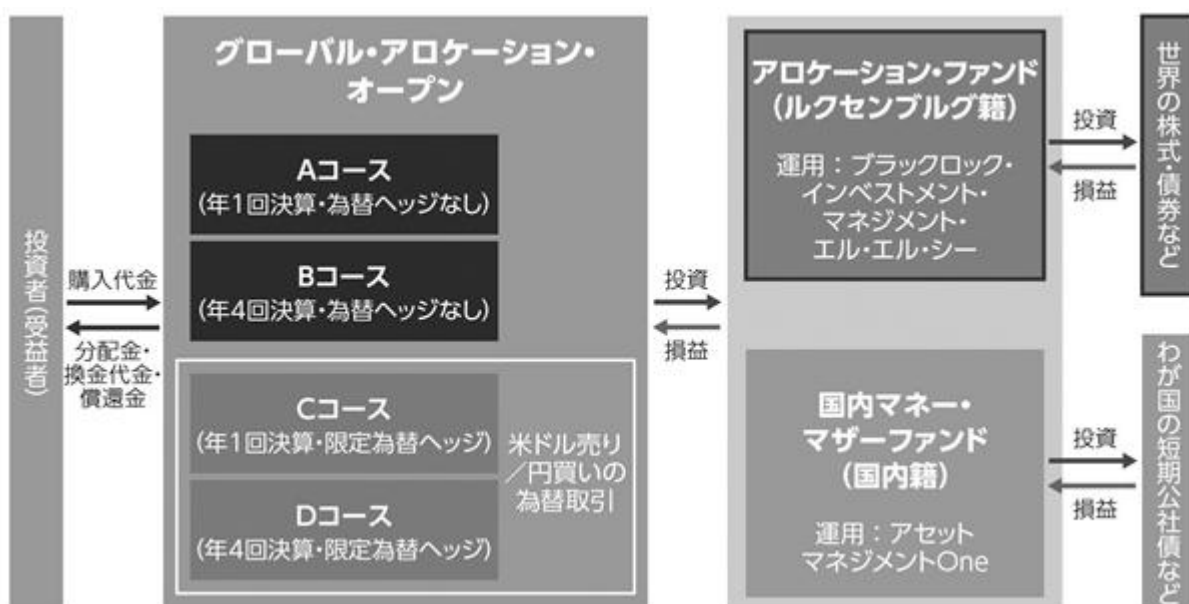 投資者(受益者)
購入代金
分配金・
換金代金・
償還金
グローバル・アロケーション・
オープン
Aコース
(年1回決算・為替ヘッジなし)
Bコース
(年4回決算・為替ヘッジなし)
Cコース
(年1回決算・限定為替ヘッジ)
Dコース
(年4回決算・限定為替ヘッジ)
米ドル売り
/円買いの
為替取引
投資
損益
アロケーション・ファンド
(ルクセンブルグ籍)
運用:ブラックロック・
インベストメント・
マネジメント・
エル・エル・シー
投資
損益
世界の株式・債券など
国内マネー・
マザーファンド
(国内籍)
運用:アセット
マネジメントOne
投資
損益
わが国の短期公社債など